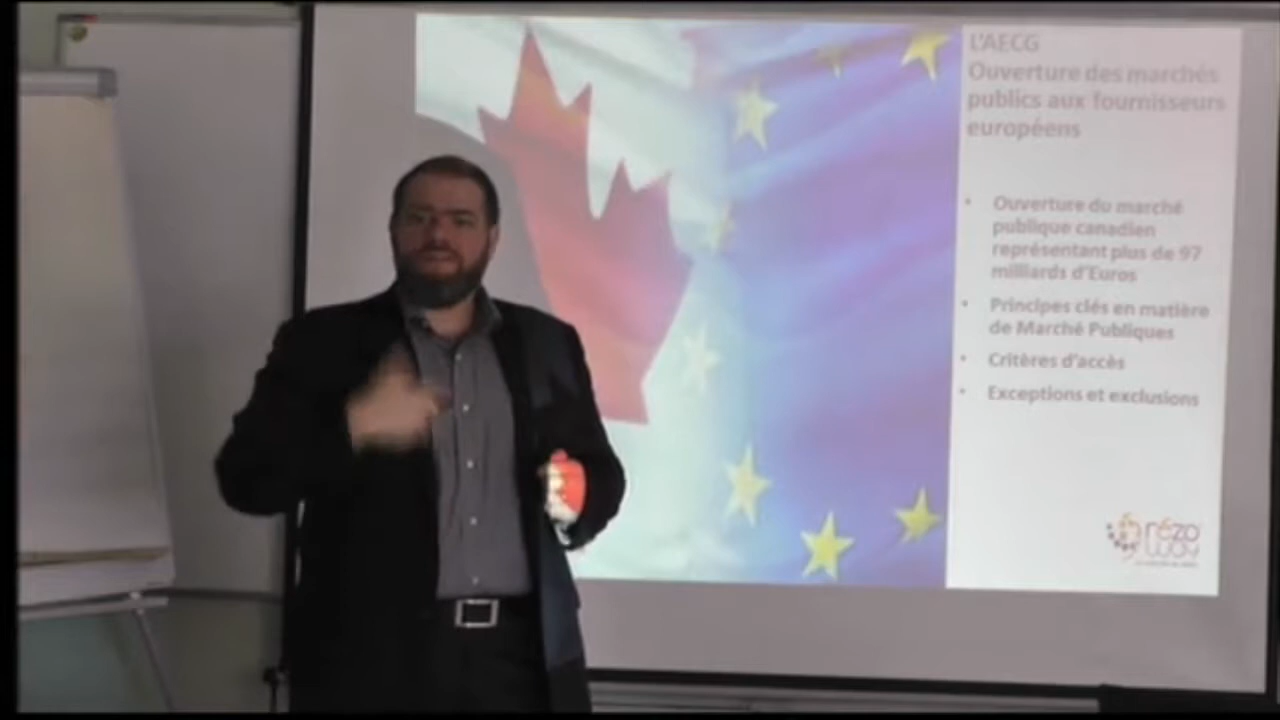 L'AECG
Ouverture des marchés
publics aux fournisseurs
européens
• Ouverture du marché
publique canadien
représentant plus de 97
milliards d'Euros
• Principes clés en matière
de Marché Publiques
• Critères d'accès
• Exceptions et exclusions
rézo
way